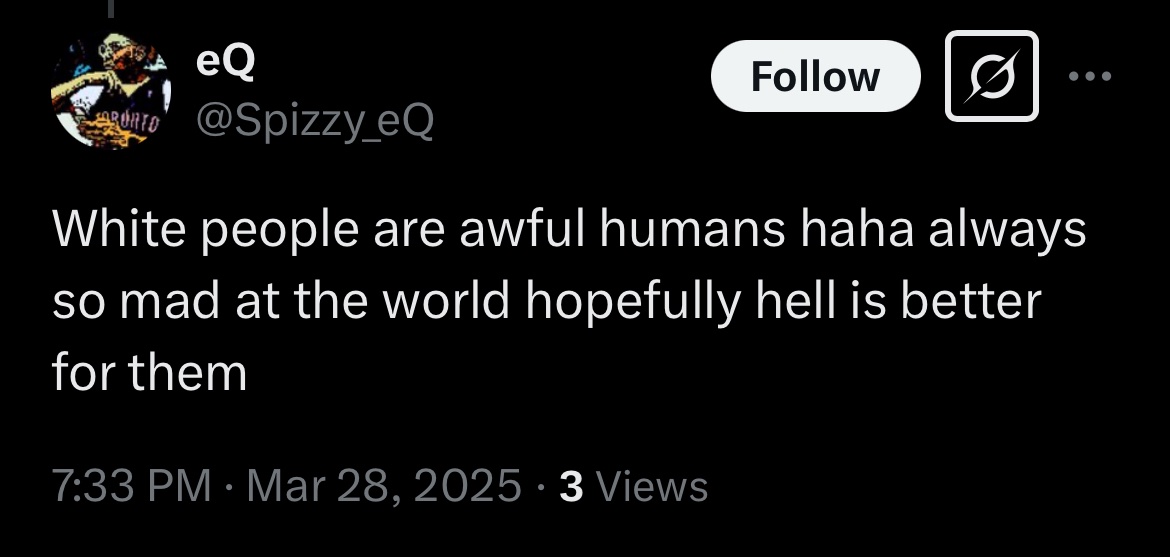 eQ
@Spizzy_eQ
Follow
White people are awful humans haha always
so mad at the world hopefully hell is better
for them
7:33 PM · Mar 28, 2025 · 3 Views